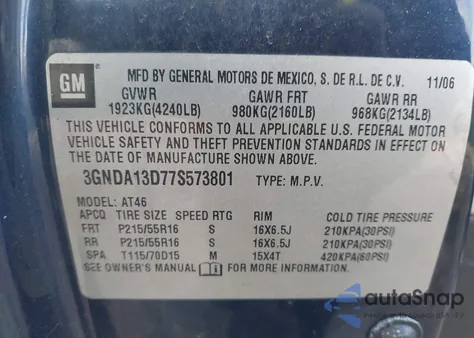 GM
MFD BY GENERAL MOTORS DE MEXICO, S. DE R.L. DE C.V. 11/06
GVWR GAWR FRT GAWR RR
1923KG(4240LB) 980KG(2160LB) 968KG(2134LB)
THIS VEHICLE CONFORMS TO ALL APPLICABLE U.S. FEDERAL MOTOR
VEHICLE SAFETY AND THEFT PREVENTION STANDARDS IN EFFECT ON
THE DATE OF MANUFACTURE SHOWN ABOVE.
3GNDA13D77S573801 TYPE: M.P.V.
MODEL: AT46
APCQ TIRE SIZE SPEED RTG RIM COLD TIRE PRESSURE
FRT P215/55R16 S 16X6.5J 210KPA(30PSI)
RR P215/55R16 S 16X6.5J 210KPA(30PSI)
SPA T115/70D15 M 15X4T 420KPA(60PSI)
SEE OWNER'S MANUAL FOR MORE INFORMATION
autoSnap